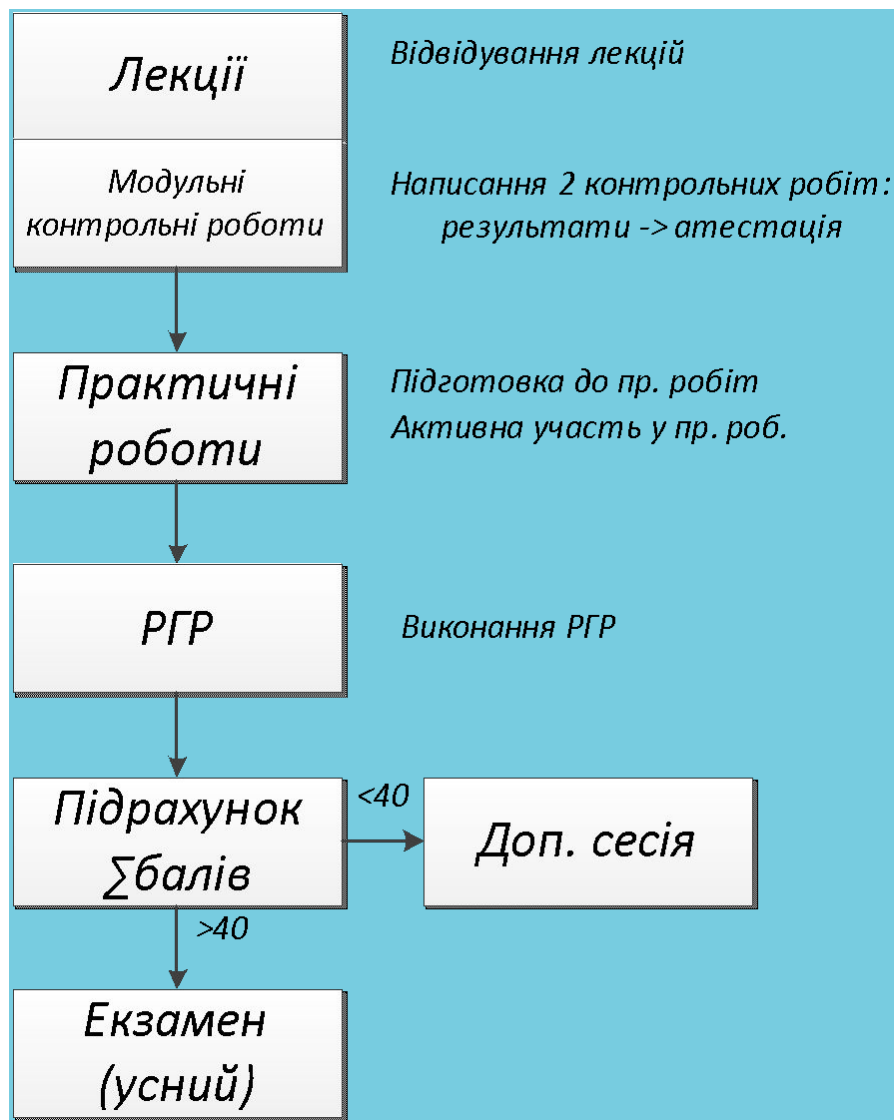 Лекції
Відвідування лекцій
Модульні
контрольні роботи
Написання 2 контрольних робіт:
результати -> атестація
Практичні
роботи
Підготовка до пр. робіт
Активна участь у пр. роб.
РГР
Виконання РГР
Підрахунок
∑балів
<40
Доп. сесія
>40
Екзамен
(усний)